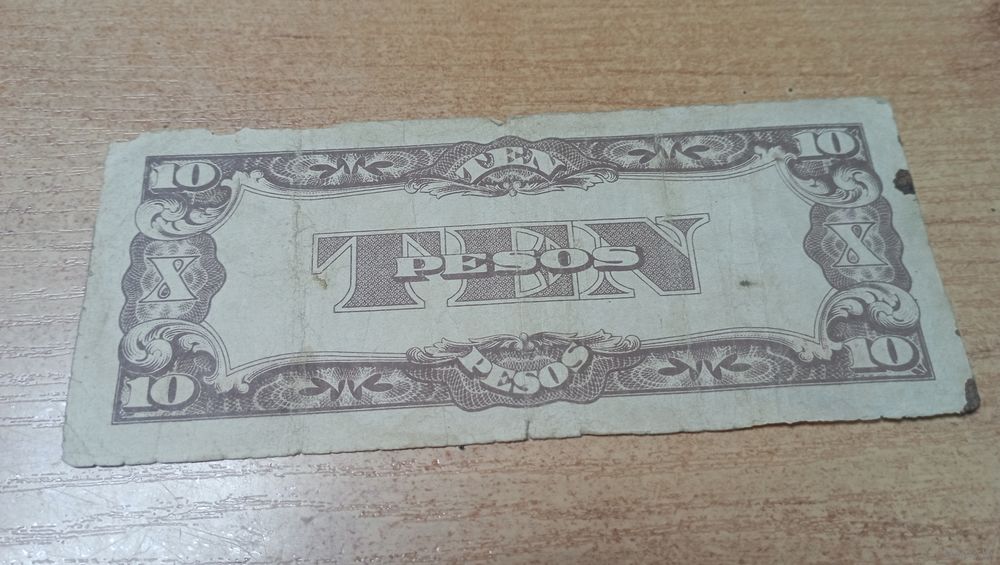 10 TEN 10
TEN
PESOS
X X
10 PESOS 10